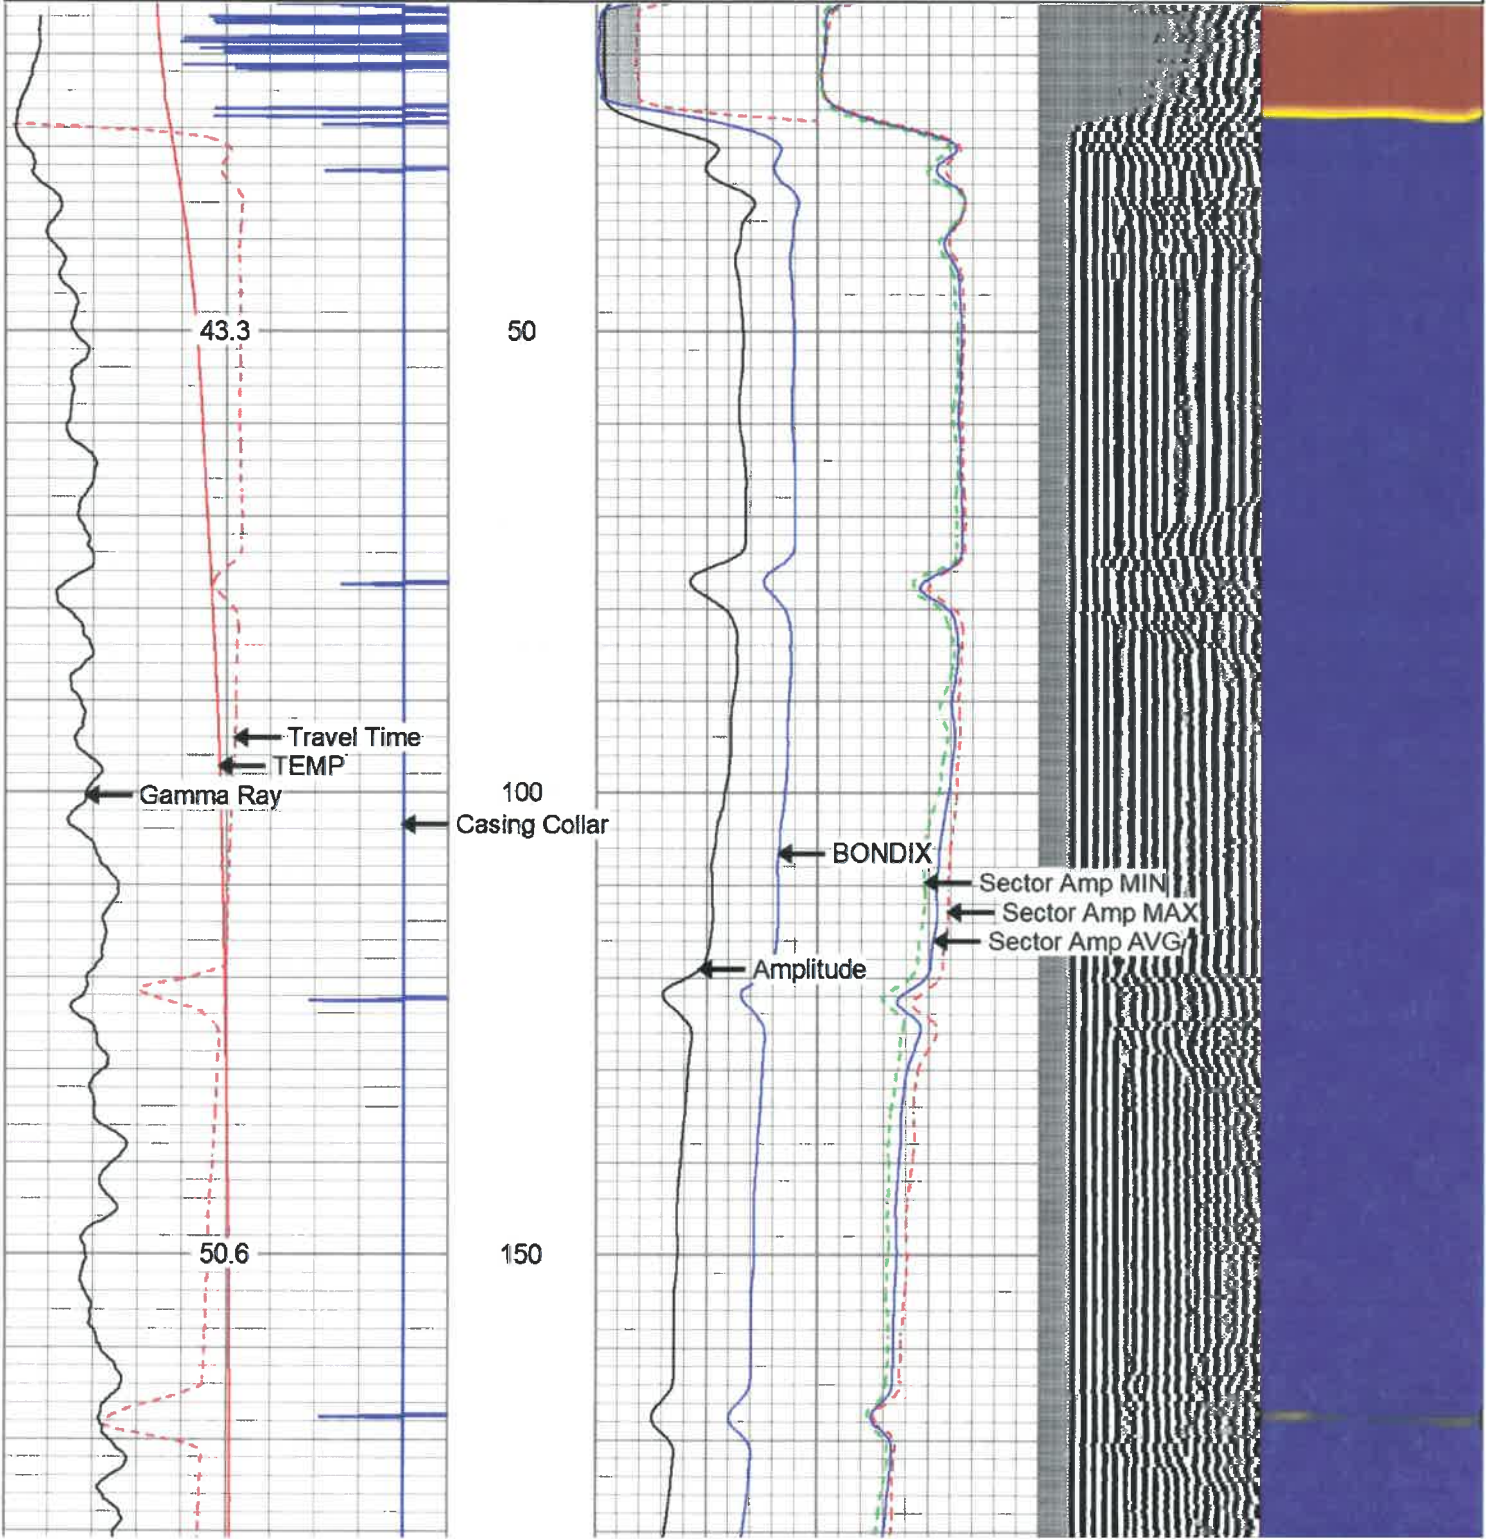 43.3
50
Travel Time
TEMP
Gamma Ray
100
Casing Collar
BONDIX
Sector Amp MIN
Sector Amp MAX
Sector Amp AVG
Amplitude
50.6
150